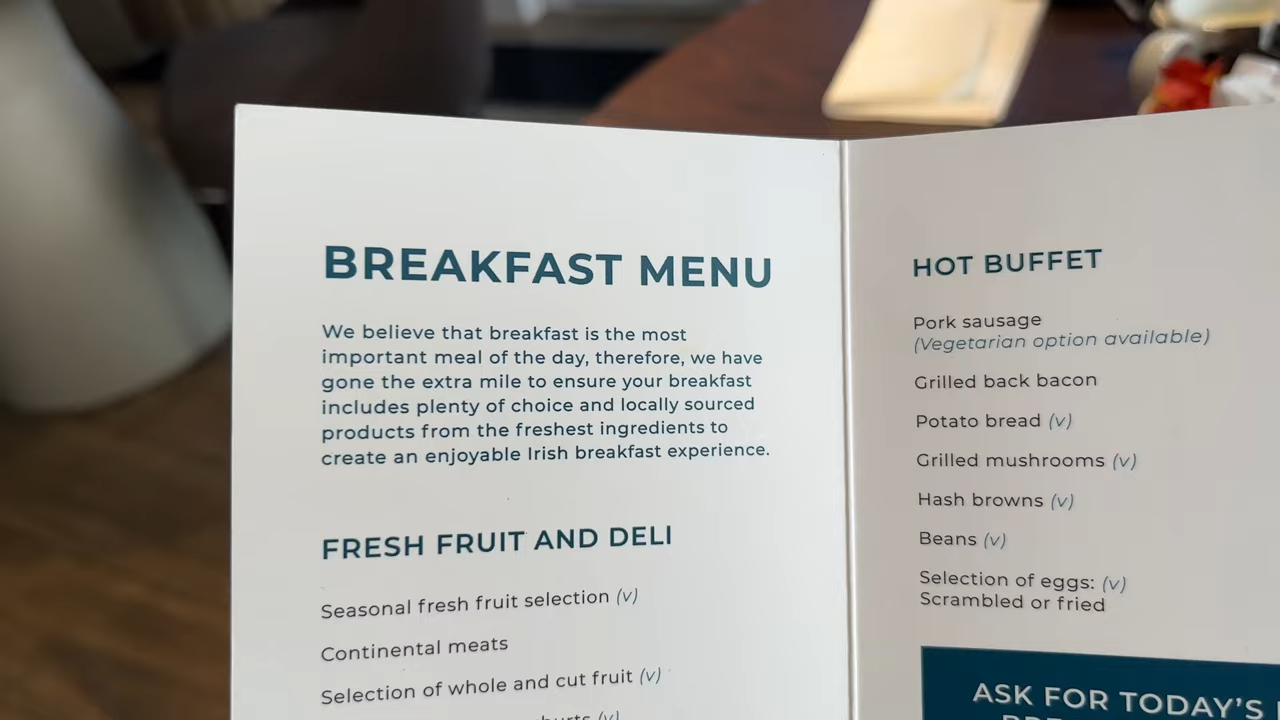 BREAKFAST MENU
We believe that breakfast is the most
important meal of the day, therefore, we have
gone the extra mile to ensure your breakfast
includes plenty of choice and locally sourced
products from the freshest ingredients to
create an enjoyable Irish breakfast experience.
FRESH FRUIT AND DELI
Seasonal fresh fruit selection (v)
Continental meats
Selection of whole and cut fruit (v)
(v)
HOT BUFFET
Pork sausage
(Vegetarian option available)
Grilled back bacon
Potato bread (v)
Grilled mushrooms (v)
Hash browns (v)
Beans (v)
Selection of eggs: (v)
Scrambled or fried
ASK FOR TODAY'S